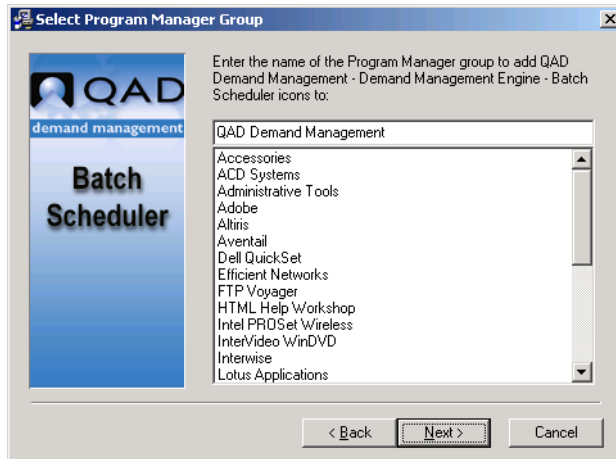 Select Program Manager Group
Enter the name of the Program Manager group to add QAD
Demand Management - Demand Management Engine - Batch
Scheduler icons to:
QAD
demand management
Batch
Scheduler
QAD Demand Management
Accessories
ACD Systems
Administrative Tools
Adobe
Altiris
Aventail
Dell QuickSet
Efficient Networks
FTP Voyager
HTML Help Workshop
Intel PROSet Wireless
InterVideo WinDVD
Interwise
Lotus Applications
< Back
Next >
Cancel